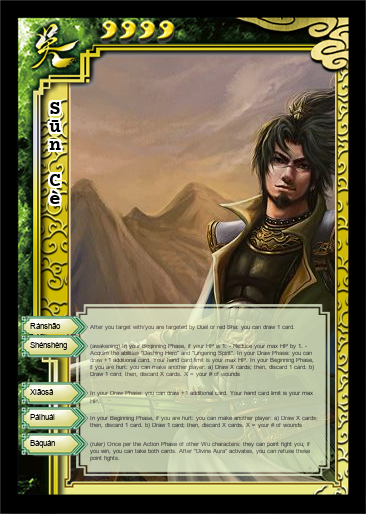 吴
Sūn Cè
Ránshāo
After you target with/you are targeted by Duel or red Sha: you can draw 1 card.
Shénshèng
(awakening) In your Beginning Phase, if your HP is 1: - Reduce your max HP by 1. -
Acquire the abilities "Dashing Hero" and "Lingering Spirit". In your Draw Phase: you can
draw +1 additional card. Your hand card limit is your max HP. In your Beginning Phase,
if you are hurt: you can make another player: a) Draw X cards; then, discard 1 card. b)
Draw 1 card; then, discard X cards. X = your # of wounds
Xiāosǎ
In your Draw Phase: you can draw +1 additional card. Your hand card limit is your max
HP.
Páihuái
In your Beginning Phase, if you are hurt: you can make another player: a) Draw X cards;
then, discard 1 card. b) Draw 1 card; then, discard X cards. X = your # of wounds
Bàquán
(ruler) Once per the Action Phase of other Wu characters: they can point fight you, if
you win, you can take both cards. After "Divine Aura" activates, you can refuse these
point fights.